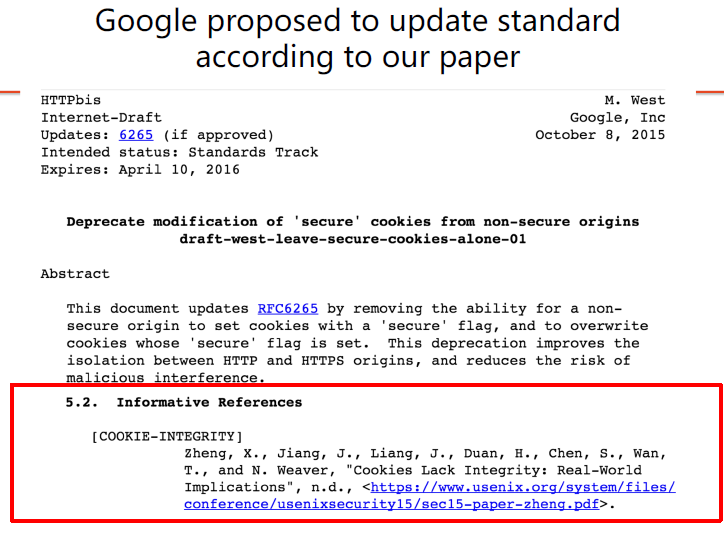 Google proposed to update standard
according to our paper
HTTPbis M. West
Internet-Draft Google, Inc
Updates: 6265 (if approved) October 8, 2015
Intended status: Standards Track
Expires: April 10, 2016
Deprecate modification of 'secure' cookies from non-secure origins
draft-west-leave-secure-cookies-alone-01
Abstract
This document updates RFC6265 by removing the ability for a non-
secure origin to set cookies with a 'secure' flag, and to overwrite
cookies whose 'secure' flag is set. This deprecation improves the
isolation between HTTP and HTTPS origins, and reduces the risk of
malicious interference.
5.2. Informative References
[COOKIE-INTEGRITY]
Zheng, X., Jiang, J., Liang, J., Duan, H., Chen, S., Wan,
T., and N. Weaver, "Cookies Lack Integrity: Real-World
Implications", n.d., <https://www.usenix.org/system/files/
conference/usenixsecurity15/sec15-paper-zheng.pdf>.